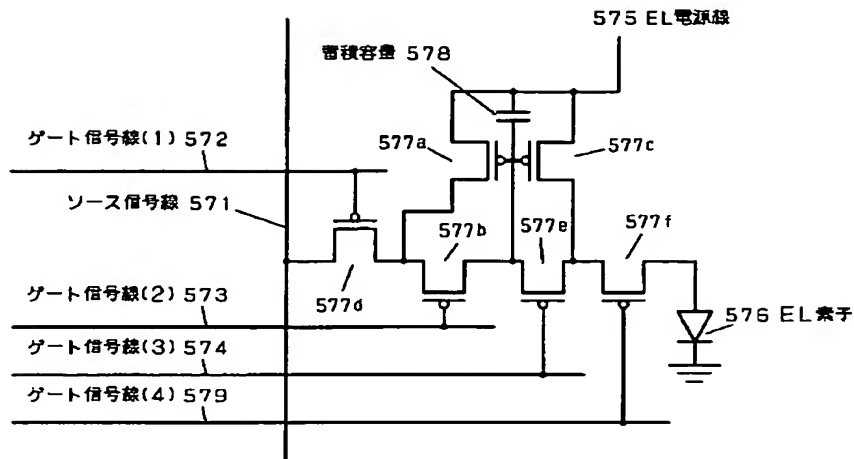 575 EL電源線
蓄積容量 578
ゲート信号線(1) 572
577a
577c
ソース信号線 571
577b
577e
577f
577d
ゲート信号線(2) 573
576 EL素子
ゲート信号線(3) 574
ゲート信号線(4) 579